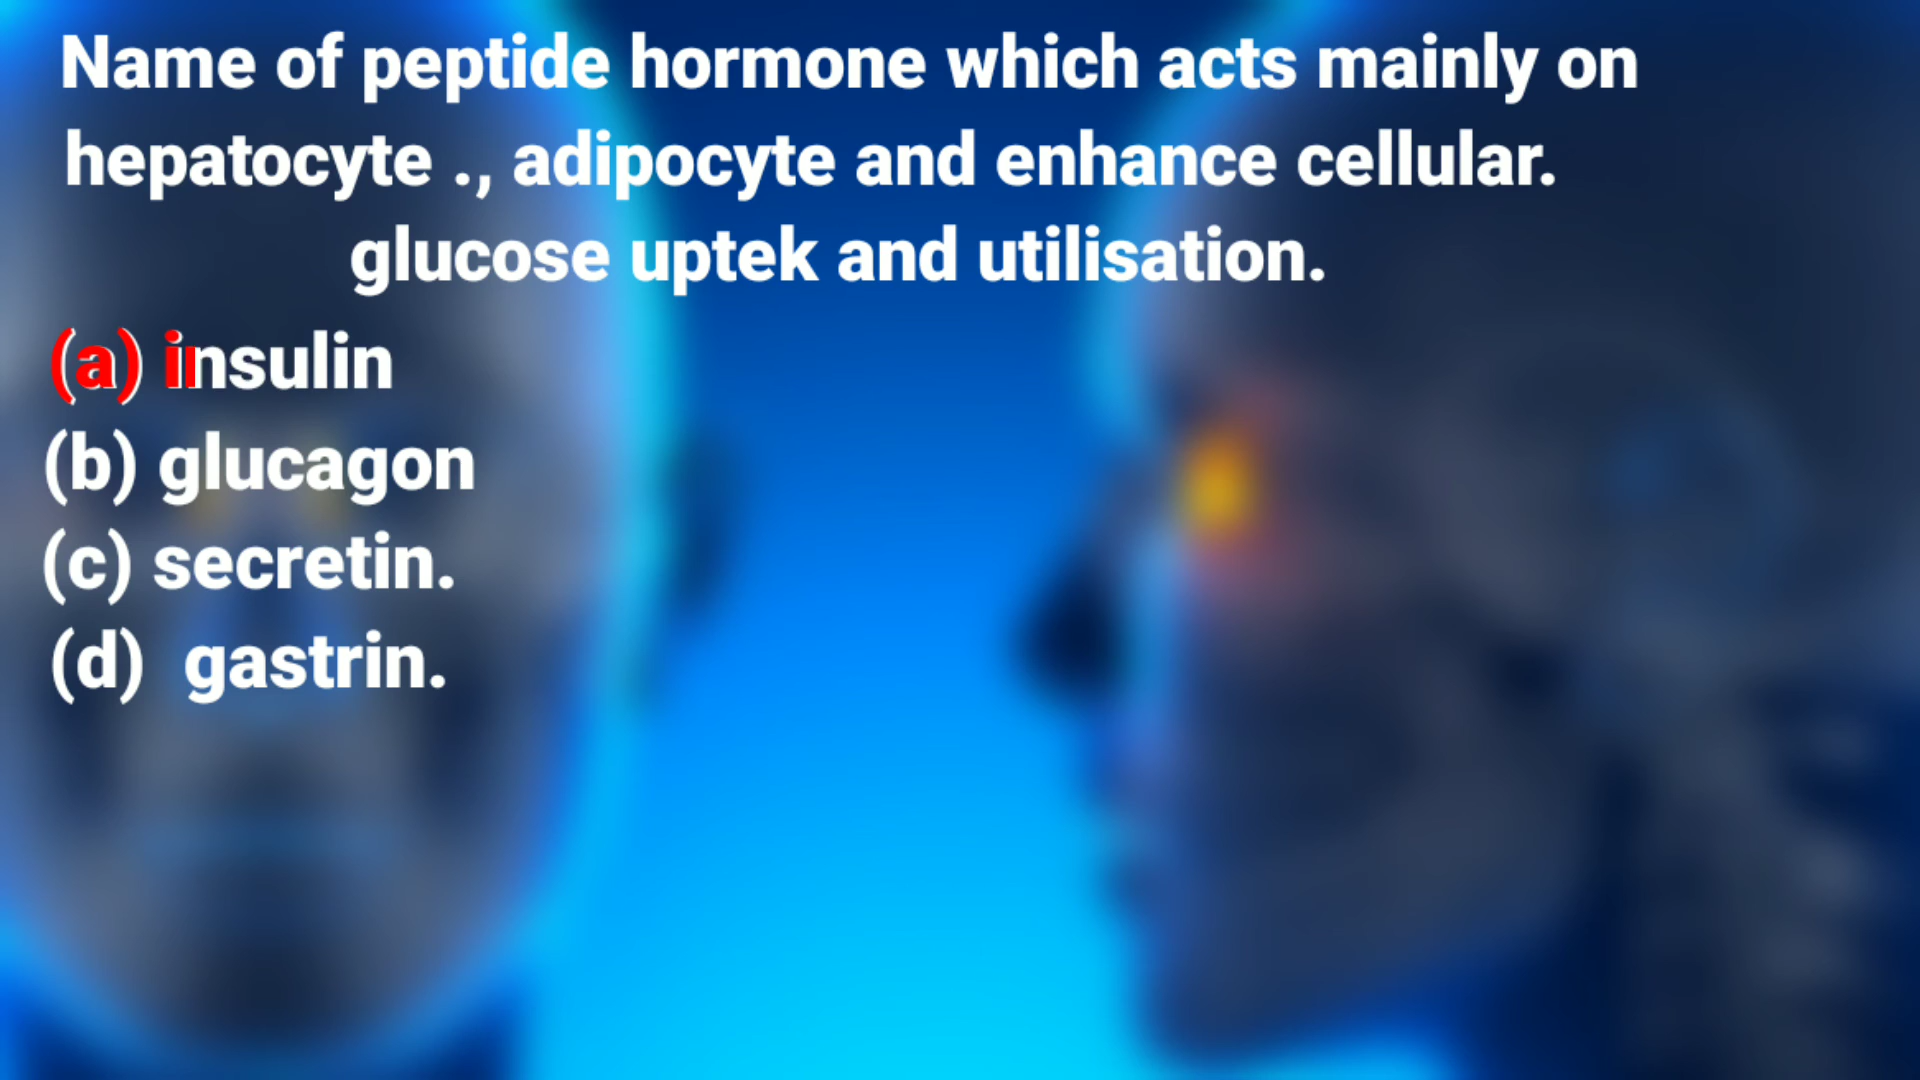 Name of peptide hormone which acts mainly on
hepatocyte ., adipocyte and enhance cellular.
glucose uptek and utilisation.
(a) insulin
(b) glucagon
(c) secretin.
(d) gastrin.